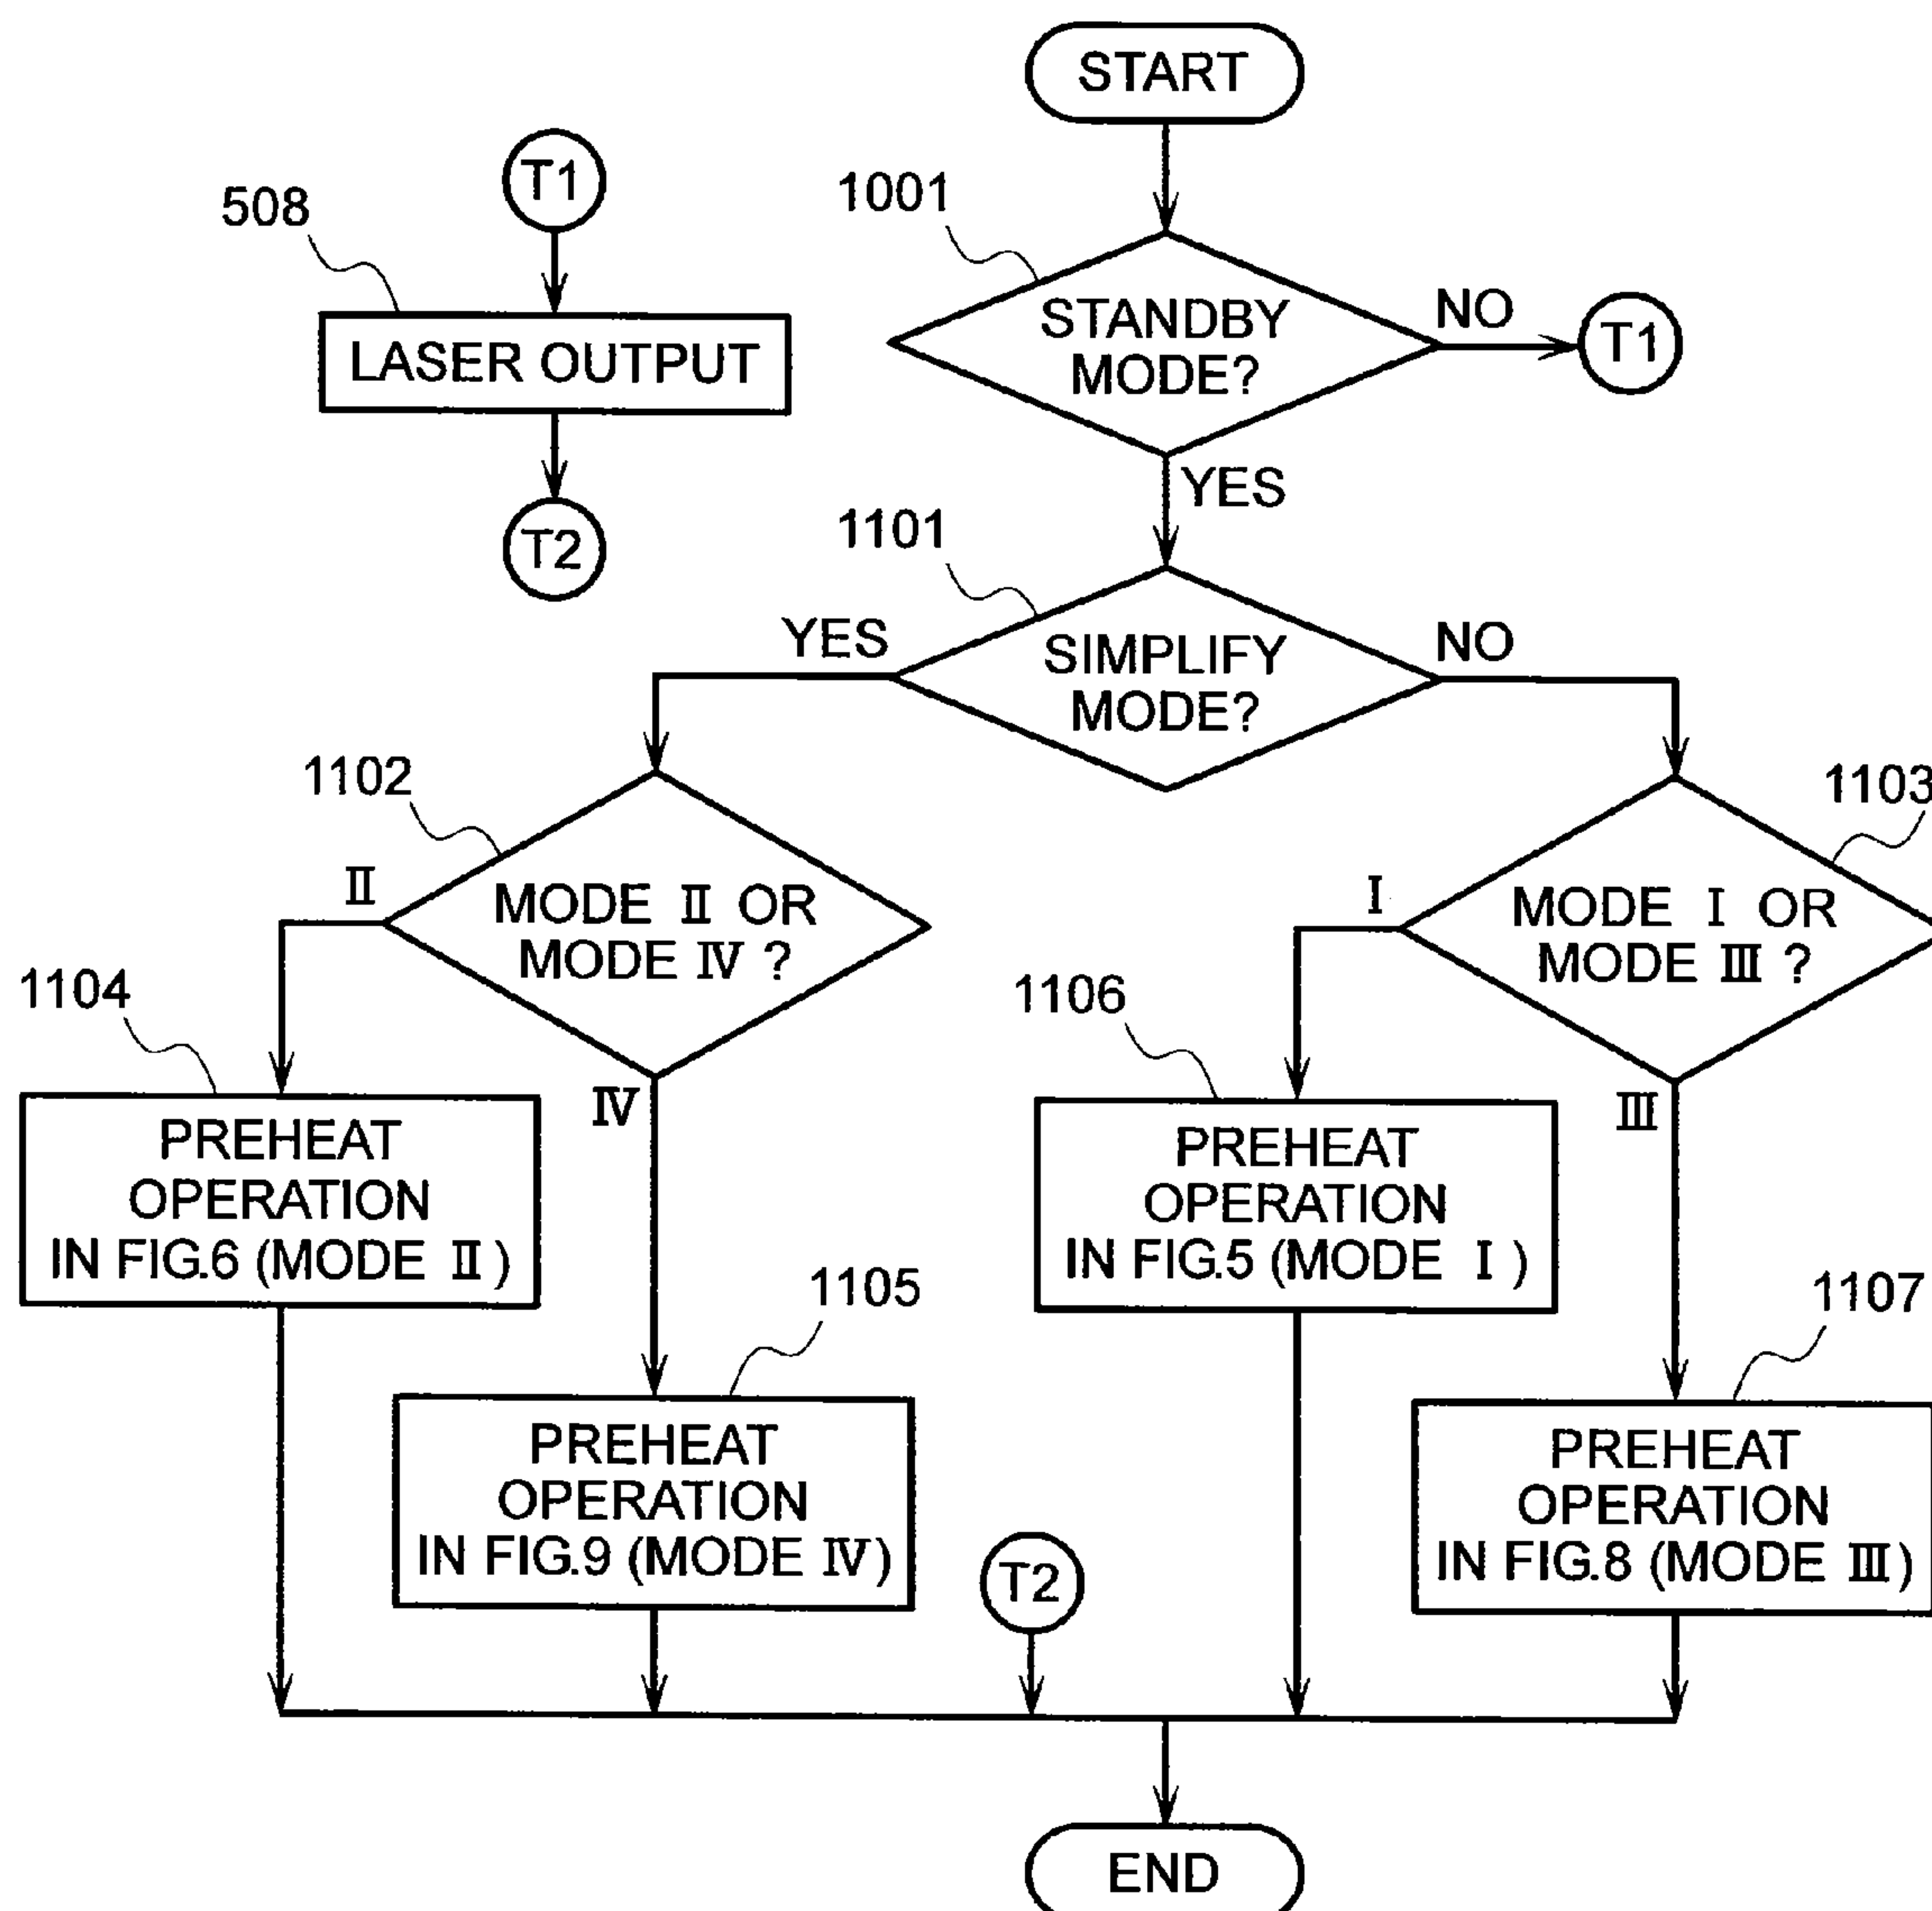 START
T1
508
1001
STANDBY
MODE?
NO
T1
LASER OUTPUT
YES
T2
1101
YES
SIMPLIFY
MODE?
NO
1102
1103
II
MODE II OR
MODE IV ?
I
MODE I OR
MODE III ?
1104
1106
IV
III
PREHEAT
OPERATION
IN FIG.6 (MODE II)
PREHEAT
OPERATION
IN FIG.5 (MODE I )
1105
1107
PREHEAT
OPERATION
IN FIG.9 (MODE IV)
T2
PREHEAT
OPERATION
IN FIG.8 (MODE III)
END